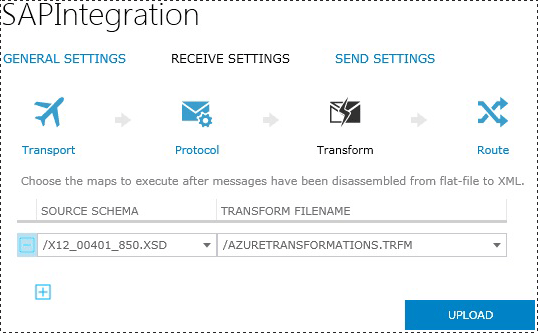 SAPIntegration
GENERAL SETTINGS RECEIVE SETTINGS SEND SETTINGS
Transport Protocol Transform Route
Choose the maps to execute after messages have been disassembled from flat-file to XML.
SOURCE SCHEMA TRANSFORM FILENAME
/X12_00401_850.XSD /AZURETRANSFORMATIONS.TRFM
UPLOAD